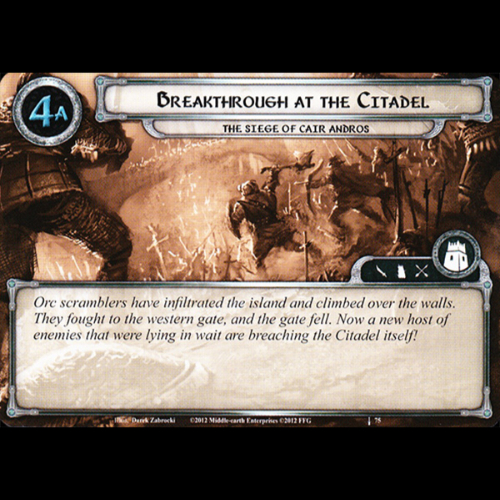 4A
BREAKTHROUGH AT THE CITADEL
THE SIEGE OF CAIR ANDROS
Orc scramblers have infiltrated the island and climbed over the walls.
They fought to the western gate, and the gate fell. Now a new host of
enemies that were lying in wait are breaching the Citadel itself!
Illus. Derek Zabrocki ©2012 Middle-earth Enterprises ©2012 FFG 75